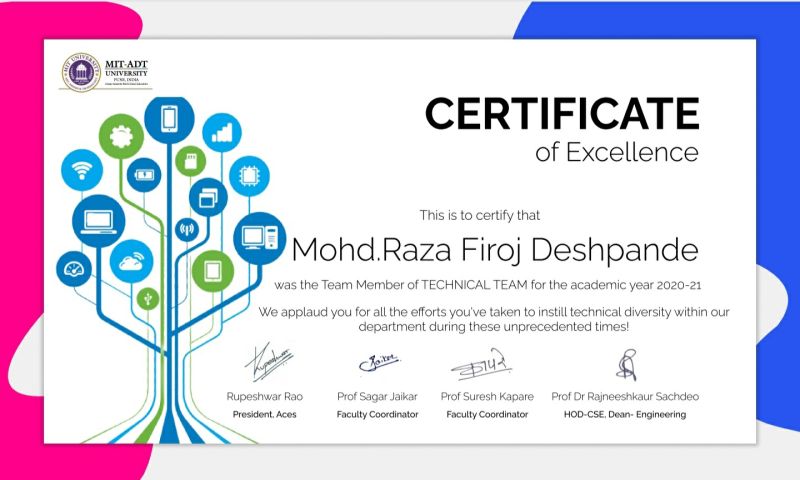 MIT-ADT
UNIVERSITY
PUNE, INDIA
CERTIFICATE
of Excellence
This is to certify that
Mohd.Raza Firoj Deshpande
was the Team Member of TECHNICAL TEAM for the academic year 2020-21
We applaud you for all the efforts you've taken to instill technical diversity within our
department during these unprecedented times!
Rupeshwar
Rupeshwar Rao
President, Aces
Jaikar
Prof Sagar Jaikar
Faculty Coordinator
Prof Suresh Kapare
Faculty Coordinator
Prof Dr Rajneeshkaur Sachdeo
HOD-CSE, Dean- Engineering